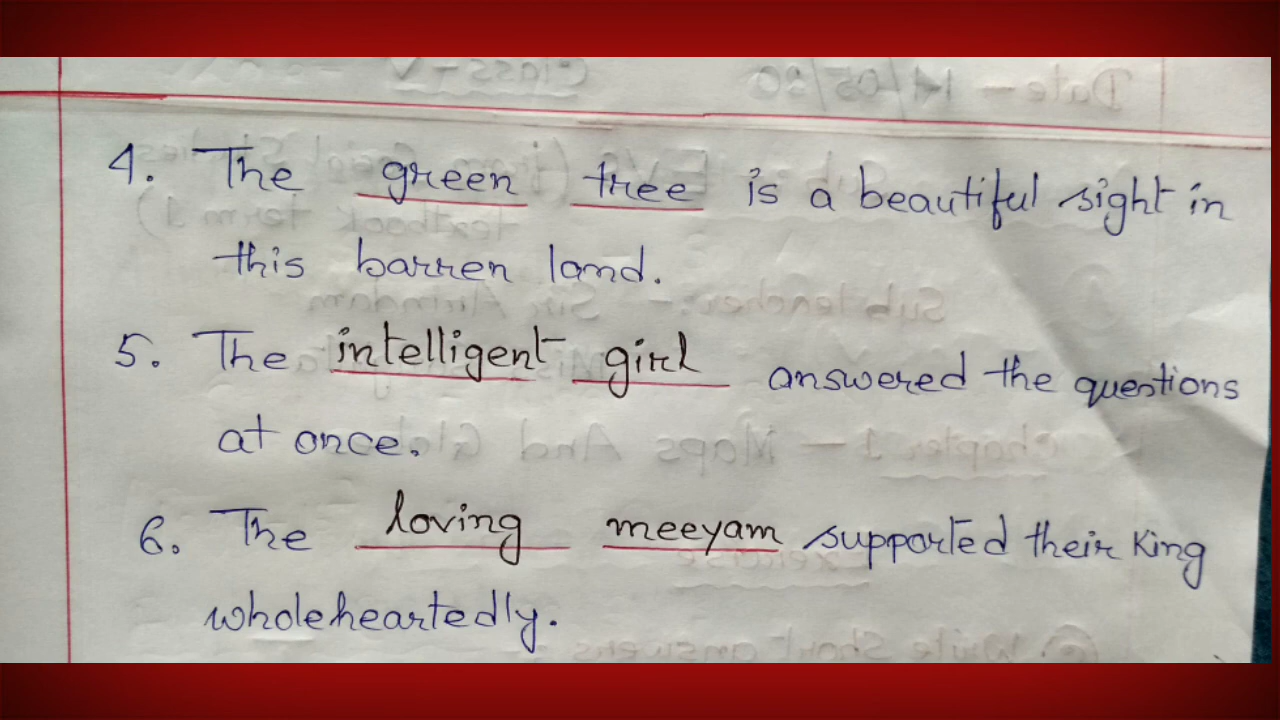 4. The green tree is a beautiful sight in
this barren land.
5. The intelligent girl answered the questions
at once.
6. The loving meeyam supported their King
wholeheartedly.